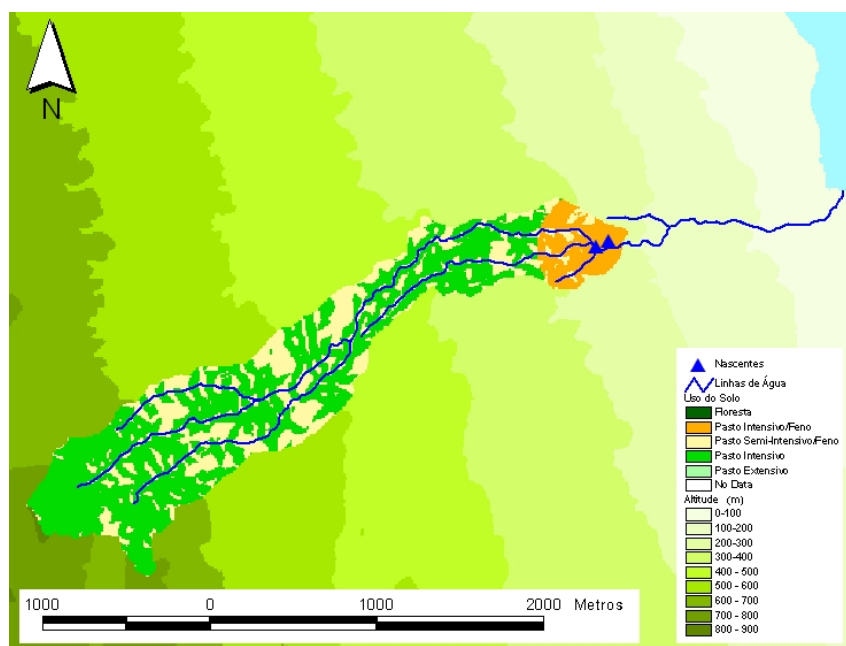 N
Nascentes
Linhas de Água
Uso do Solo
Floresta
Pasto Intensivo/Feno
Pasto Semi-Intensivo/Feno
Pasto Intensivo
Pasto Extensivo
No Data
Altitude (m)
0-100
100-200
200-300
300-400
400 - 500
500 - 600
600 - 700
700 - 800
800 - 900
1000 0 1000 2000 Metros